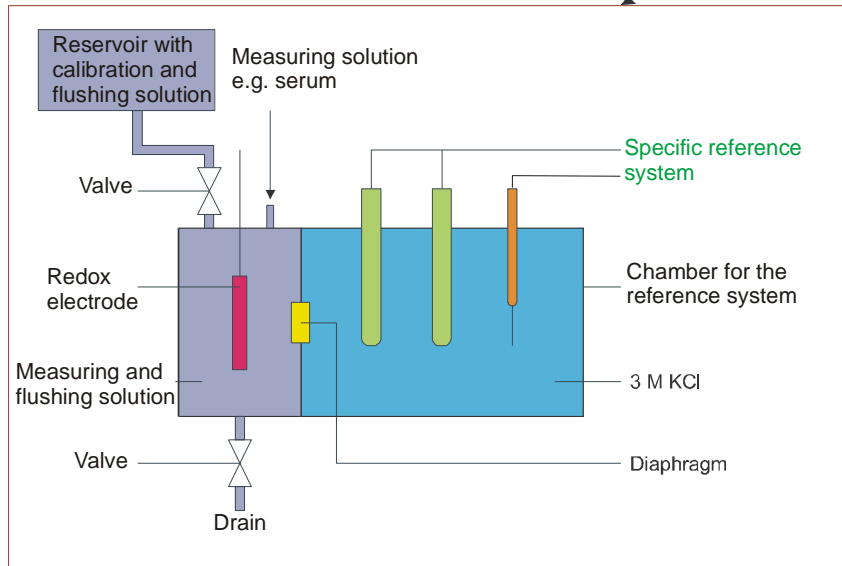 Reservoir with
calibration and
flushing solution
Measuring solution
e.g. serum
Specific reference
system
Valve
Redox
electrode
Chamber for the
reference system
Measuring and
flushing solution
3 M KCl
Valve
Diaphragm
Drain